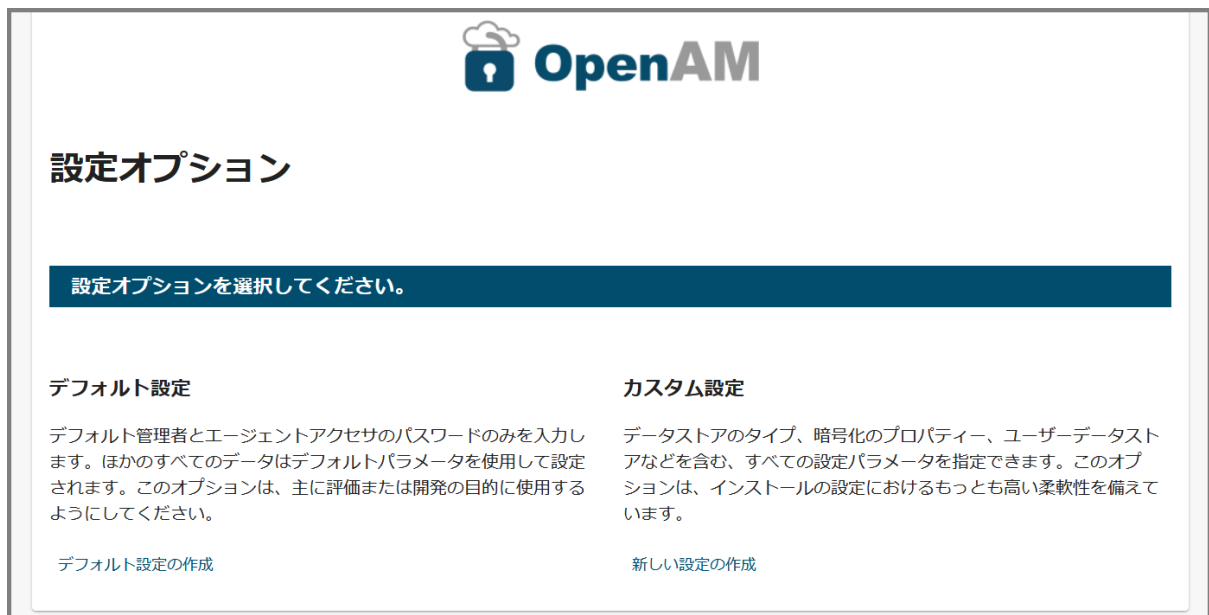 OpenAM
設定オプション
設定オプションを選択してください。
デフォルト設定
デフォルト管理者とエージェントアクセサのパスワードのみを入力し
ます。ほかのすべてのデータはデフォルトパラメータを使用して設定
されます。このオプションは、主に評価または開発の目的に使用する
ようにしてください。
デフォルト設定の作成
カスタム設定
データストアのタイプ、暗号化のプロパティー、ユーザーデータスト
アなどを含む、すべての設定パラメータを指定できます。このオプ
ションは、インストールの設定におけるもっとも高い柔軟性を備えて
います。
新しい設定の作成